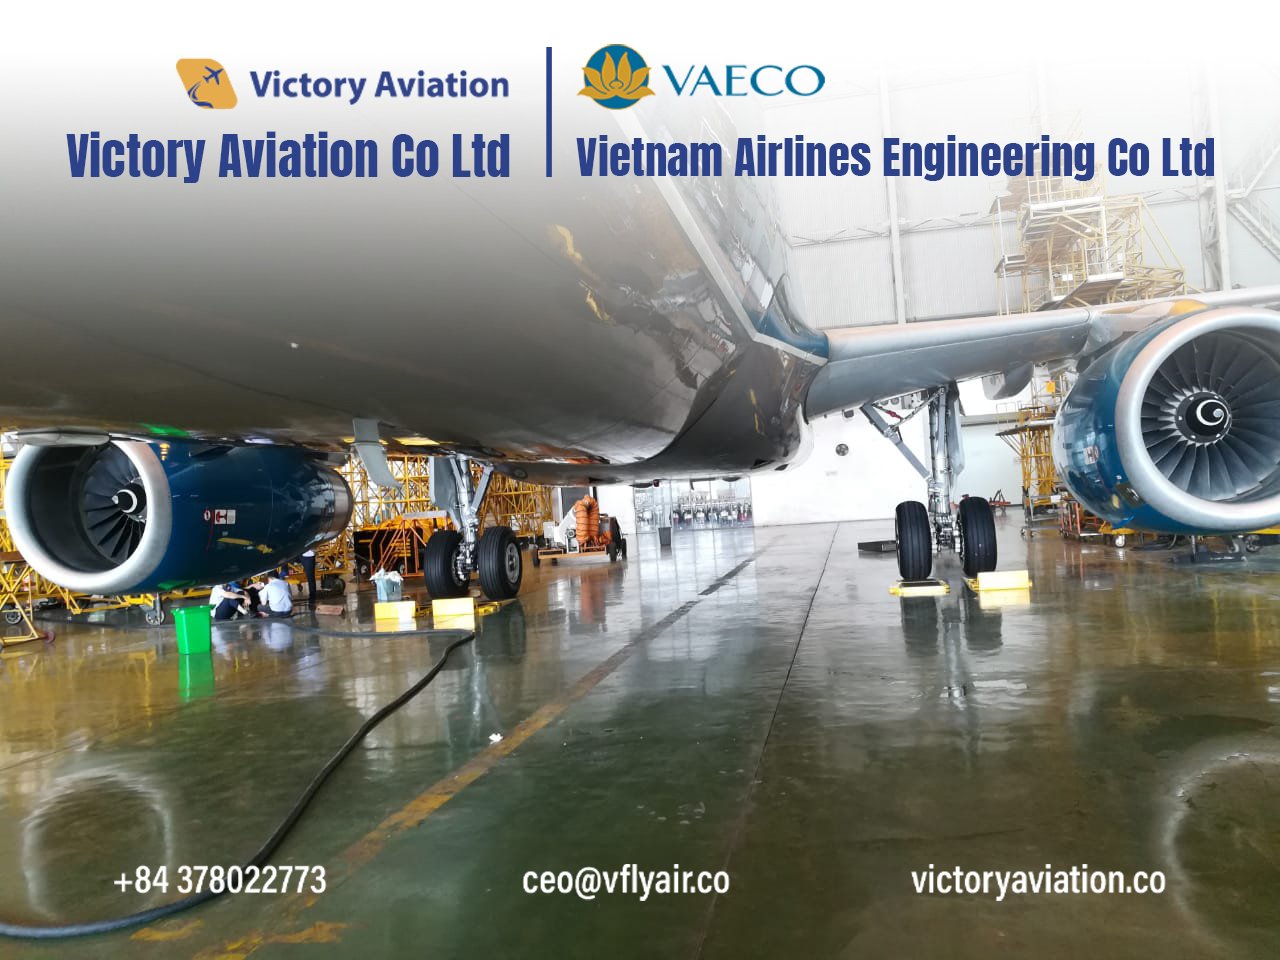 Victory Aviation
VAECO
Victory Aviation Co Ltd
Vietnam Airlines Engineering Co Ltd
+84 378022773
ceo@vflyair.co
victoryaviation.co